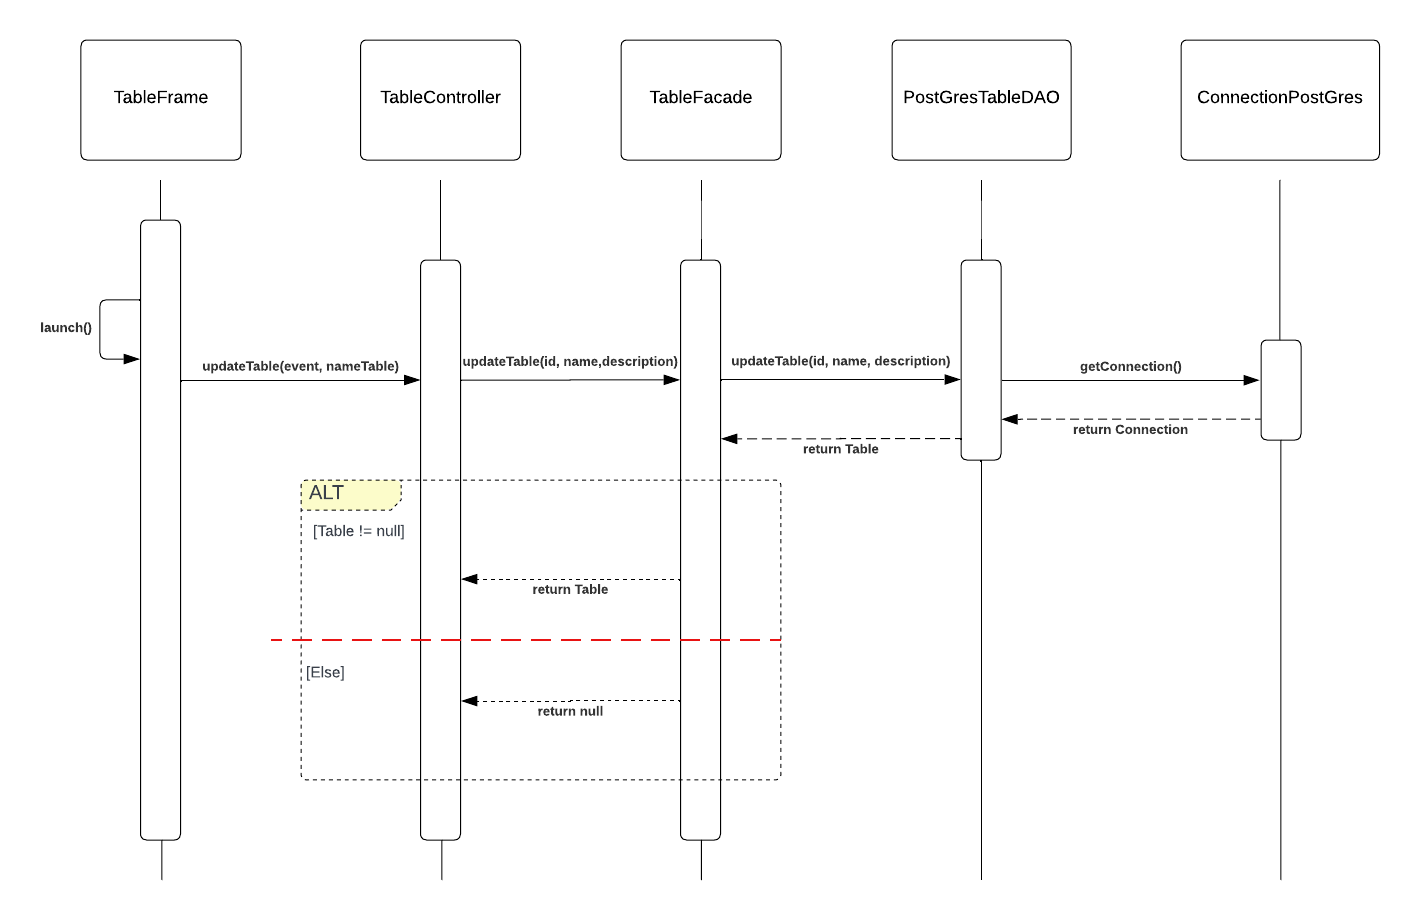 TableFrame
TableController
TableFacade
PostGresTableDAO
ConnectionPostGres
launch()
updateTable(event, nameTable)
updateTable(id, name,description)
updateTable(id, name, description)
getConnection()
return Connection
return Table
ALT
[Table != null]
return Table
[Else]
return null